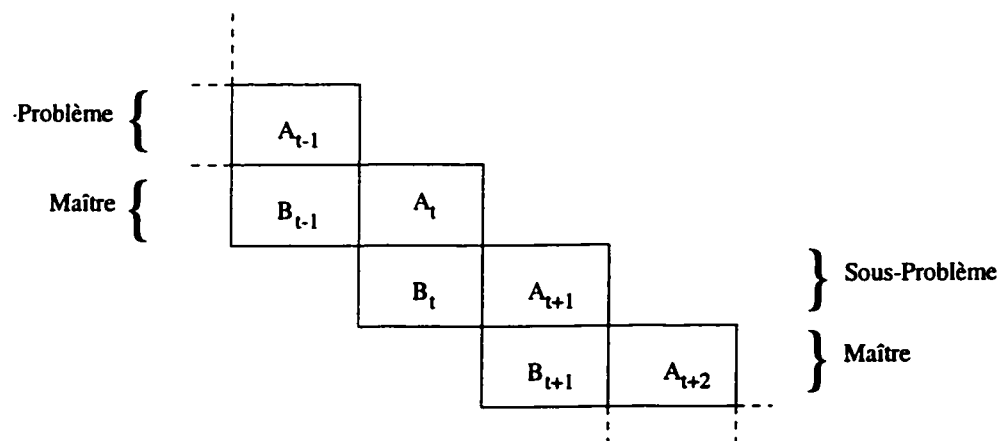 ·Problème {
A_{t-1}
Maître {
B_{t-1}
A_t
B_t
A_{t+1}
} Sous-Problème
B_{t+1}
A_{t+2}
} Maître